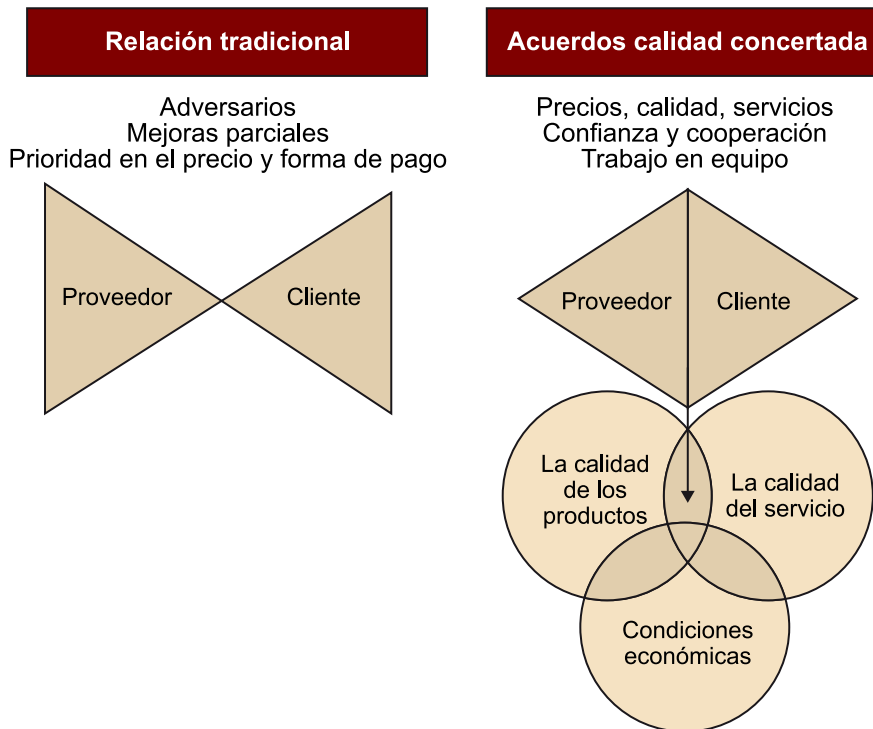 Relación tradicional
Adversarios
Mejoras parciales
Prioridad en el precio y forma de pago
Proveedor
Cliente
Acuerdos calidad concertada
Precios, calidad, servicios
Confianza y cooperación
Trabajo en equipo
Proveedor
Cliente
La calidad
de los
productos
La calidad
del servicio
Condiciones
económicas